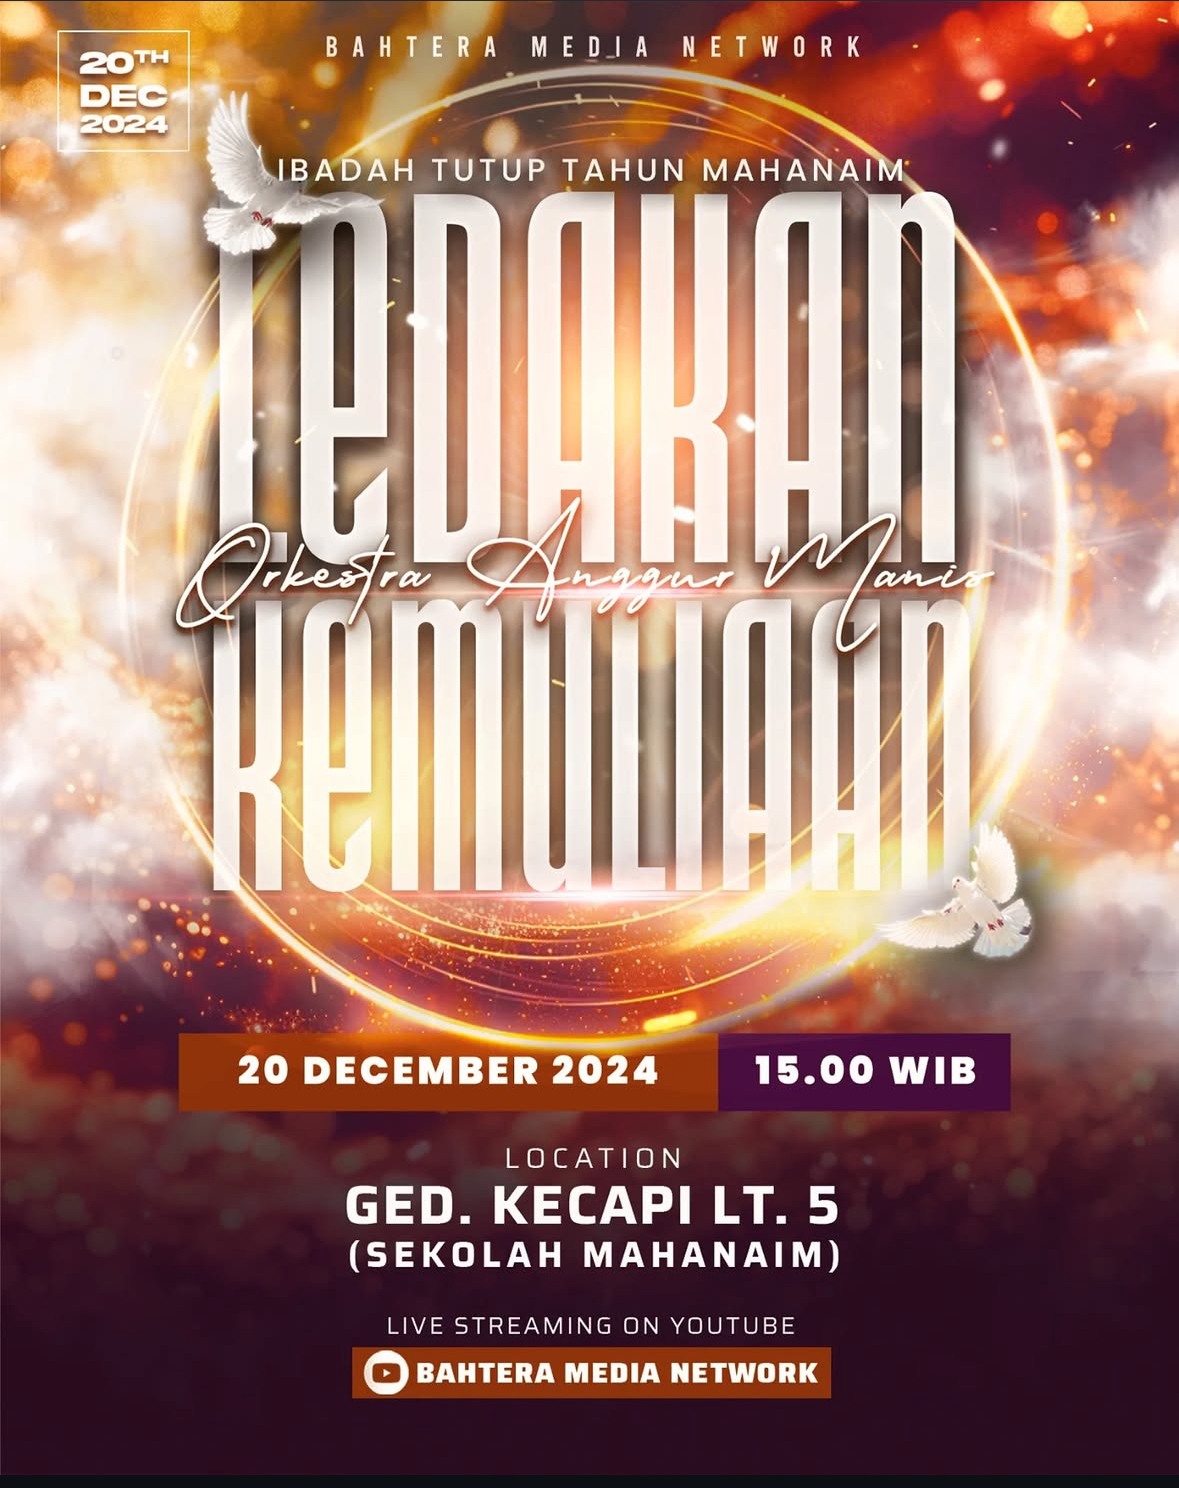 BAHTERA MEDIA NETWORK
20TH
DEC
2024
IBADAH TUTUP TAHUN MAHANAIM
LEDAKAN
Orkestra Anggur Manis
KEMULIAAN
20 DECEMBER 2024
15.00 WIB
LOCATION
GED. KECAPI LT. 5
(SEKOLAH MAHANAIM)
LIVE STREAMING ON YOUTUBE
BAHTERA MEDIA NETWORK